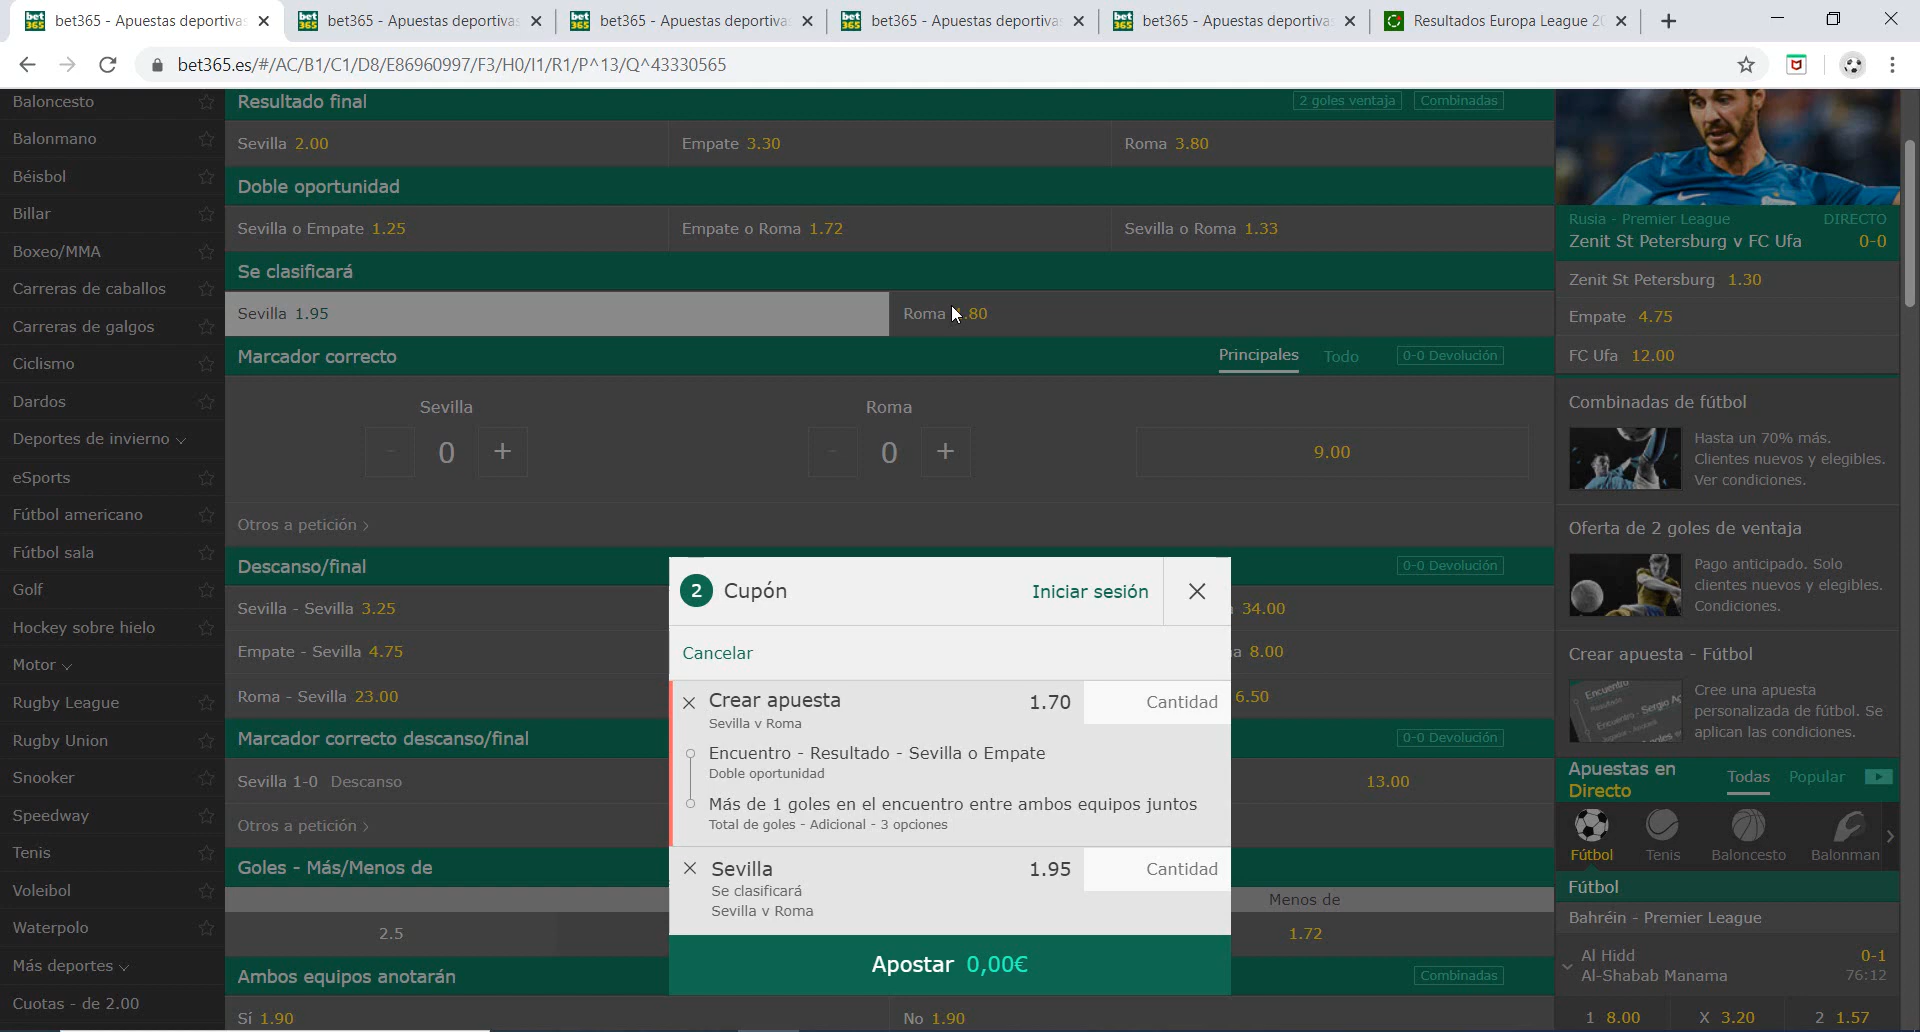 bet365 - Apuestas deportivas
bet365 - Apuestas deportivas
bet365 - Apuestas deportiva
bet365 - Apuestas deportiva
bet365 - Apuestas deportiva
Resultados Europa League 20
bet365.es/#/AC/B1/C1/D8/E86960997/F3/H0/I1/R1/P^13/Q^43330565
Baloncesto
Balonmano
Béisbol
Billar
Boxeo/MMA
Carreras de caballos
Carreras de galgos
Ciclismo
Dardos
Deportes de invierno
eSports
Fútbol americano
Fútbol sala
Golf
Hockey sobre hielo
Motor
Rugby League
Rugby Union
Snooker
Speedway
Tenis
Voleibol
Waterpolo
Más deportes
Cuotas - de 2.00
Resultado final 2 goles ventaja Combinadas
Sevilla 2.00 Empate 3.30 Roma 3.80
Doble oportunidad
Sevilla o Empate 1.25 Empate o Roma 1.72 Sevilla o Roma 1.33
Se clasificará
Sevilla 1.95 Roma .80
Marcador correcto Principales Todo 0-0 Devolución
Sevilla Roma
- 0 + - 0 + 9.00
Otros a petición >
Descanso/final 0-0 Devolución
Sevilla - Sevilla 3.25 34.00
Empate - Sevilla 4.75 a 8.00
Roma - Sevilla 23.00 6.50
Marcador correcto descanso/final 0-0 Devolución
Sevilla 1-0 Descanso 13.00
Otros a petición >
Goles - Más/Menos de
Menos de
2.5 1.72
Ambos equipos anotarán Combinadas
Sí 1.90 No 1.90
2 Cupón Iniciar sesión
Cancelar
Crear apuesta 1.70 Cantidad
Sevilla v Roma
Encuentro - Resultado - Sevilla o Empate
Doble oportunidad
Más de 1 goles en el encuentro entre ambos equipos juntos
Total de goles - Adicional - 3 opciones
Sevilla 1.95 Cantidad
Se clasificará
Sevilla v Roma
Apostar 0,00€
Rusia - Premier League DIRECTO
Zenit St Petersburg v FC Ufa 0-0
Zenit St Petersburg 1.30
Empate 4.75
FC Ufa 12.00
Combinadas de fútbol
Hasta un 70% más.
Clientes nuevos y elegibles.
Ver condiciones.
Oferta de 2 goles de ventaja
Pago anticipado. Solo
clientes nuevos y elegibles.
Condiciones.
Crear apuesta - Fútbol
Cree una apuesta
personalizada de fútbol. Se
aplican las condiciones.
Apuestas en
Directo
Todas Popular
Fútbol Tenis Baloncesto Balonman
Fútbol
Bahréin - Premier League
Al Hidd 0-1
Al-Shabab Manama 76:12
1 8.00 X 3.20 2 1.57